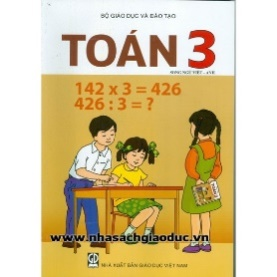 BỘ GIÁO DỤC VÀ ĐÀO TẠO
TOÁN 3
142 x 3 = 426
426 : 3 = ?
www.nhasachgiaoduc.vn
NHÀ XUẤT BẢN GIÁO DỤC VIỆT NAM